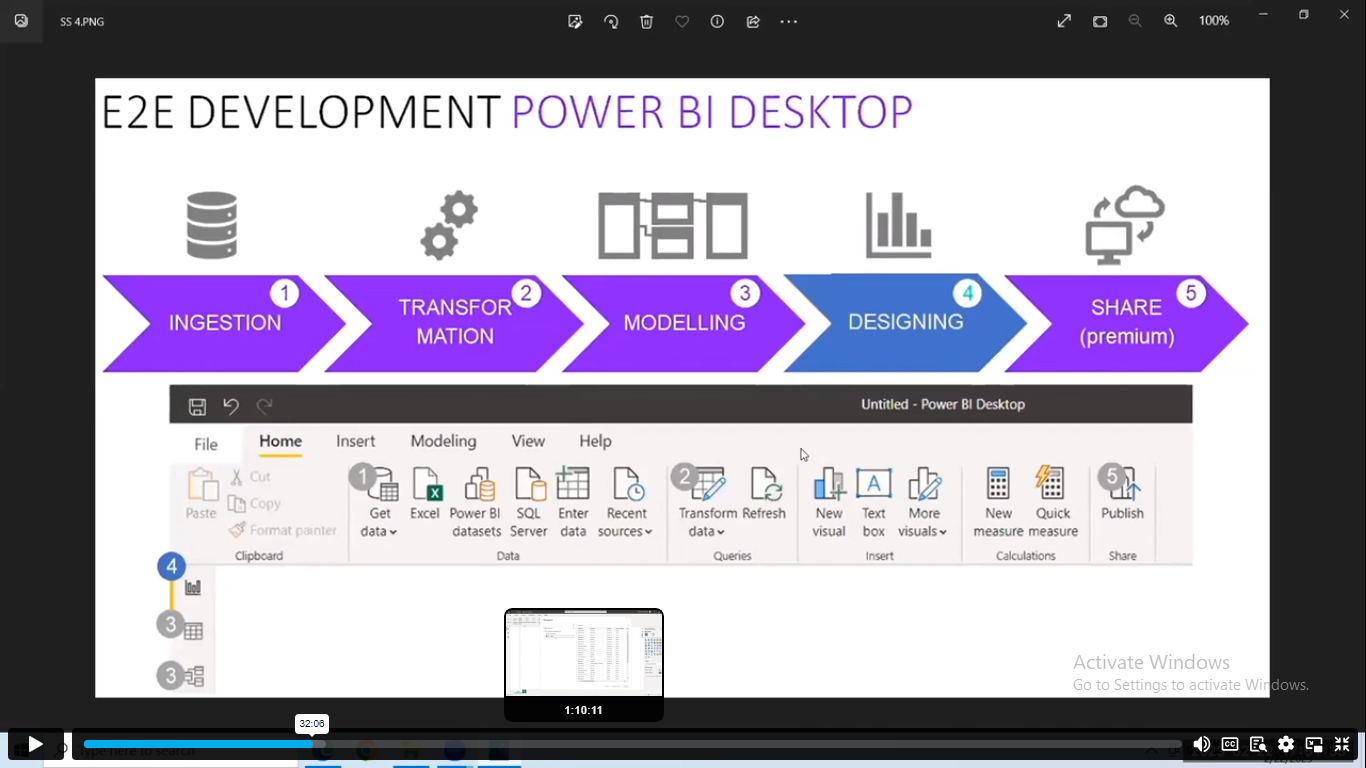 SS 4.PNG
100%
E2E DEVELOPMENT POWER BI DESKTOP
1
2
3
4
5
INGESTION
TRANSFOR
MATION
MODELLING
DESIGNING
SHARE
(premium)
Untitled - Power BI Desktop
File Home Insert Modeling View Help
Paste
Cut
Copy
Format painter
Clipboard
1
Get
data
Excel
Power BI
datasets
SQL
Server
Enter
data
Recent
sources
Data
2
Transform
data
Refresh
Queries
New
visual
A
Text
box
More
visuals
Insert
New
measure
Quick
measure
Calculations
5
Publish
Share
4
3
3
Activate Windows
Go to Settings to activate Windows.
1:10:11
32:06
Type here to search
CC